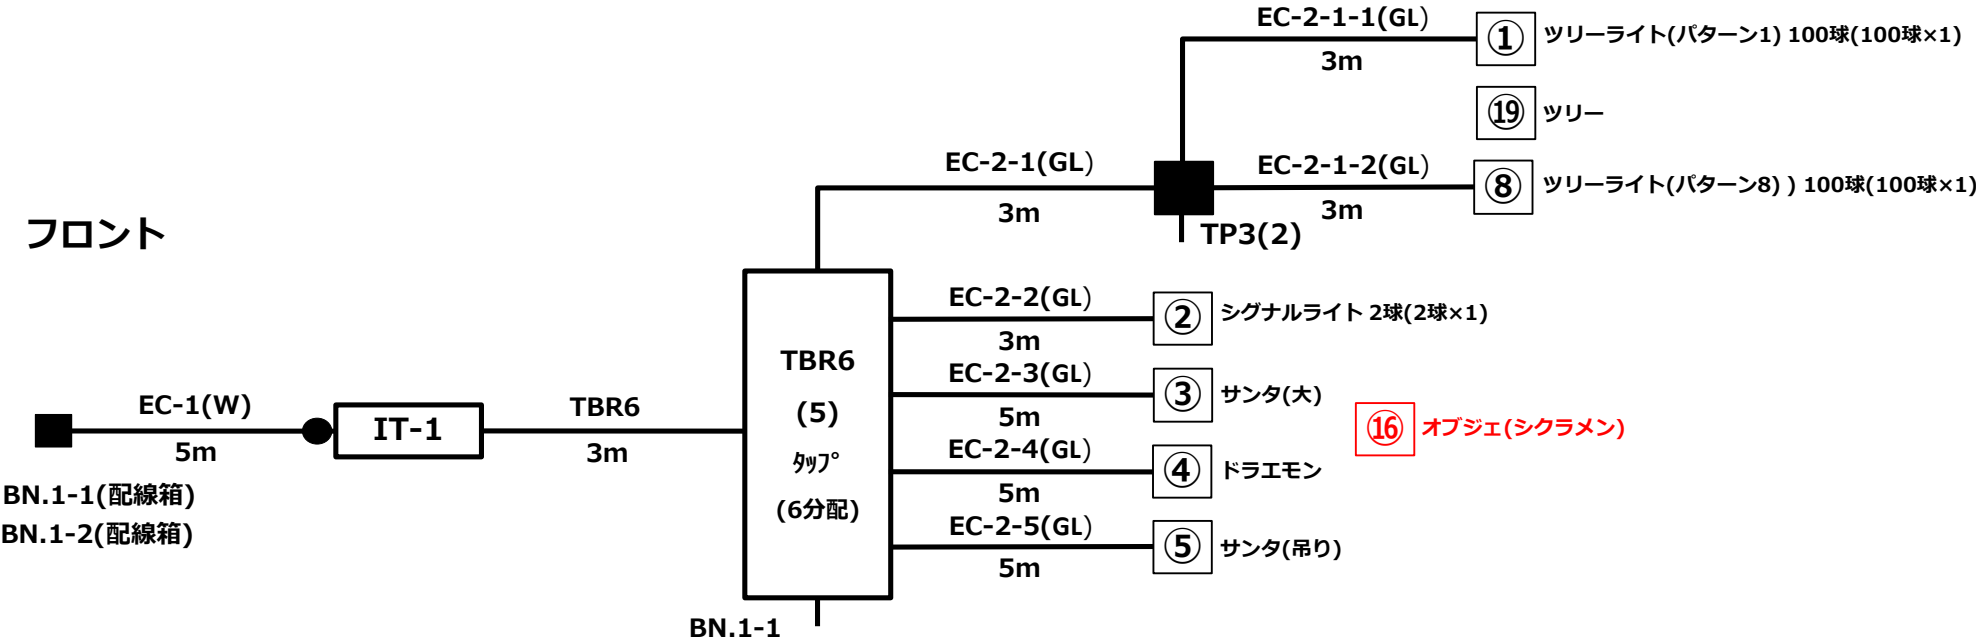 EC-2-1-1(GL)
3m
① ツリーライト(パターン1) 100球(100球×1)
⑲ ツリー
EC-2-1(GL)
3m
EC-2-1-2(GL)
3m
⑧ ツリーライト(パターン8) ) 100球(100球×1)
TP3(2)
フロント
EC-2-2(GL)
3m
② シグナルライト 2球(2球×1)
TBR6
(5)
ﾀｯﾌﾟ
(6分配)
EC-2-3(GL)
5m
③ サンタ(大)
⑯ オブジェ(シクラメン)
EC-1(W)
5m
IT-1
TBR6
3m
EC-2-4(GL)
5m
④ ドラエモン
BN.1-1(配線箱)
BN.1-2(配線箱)
EC-2-5(GL)
5m
⑤ サンタ(吊り)
BN.1-1